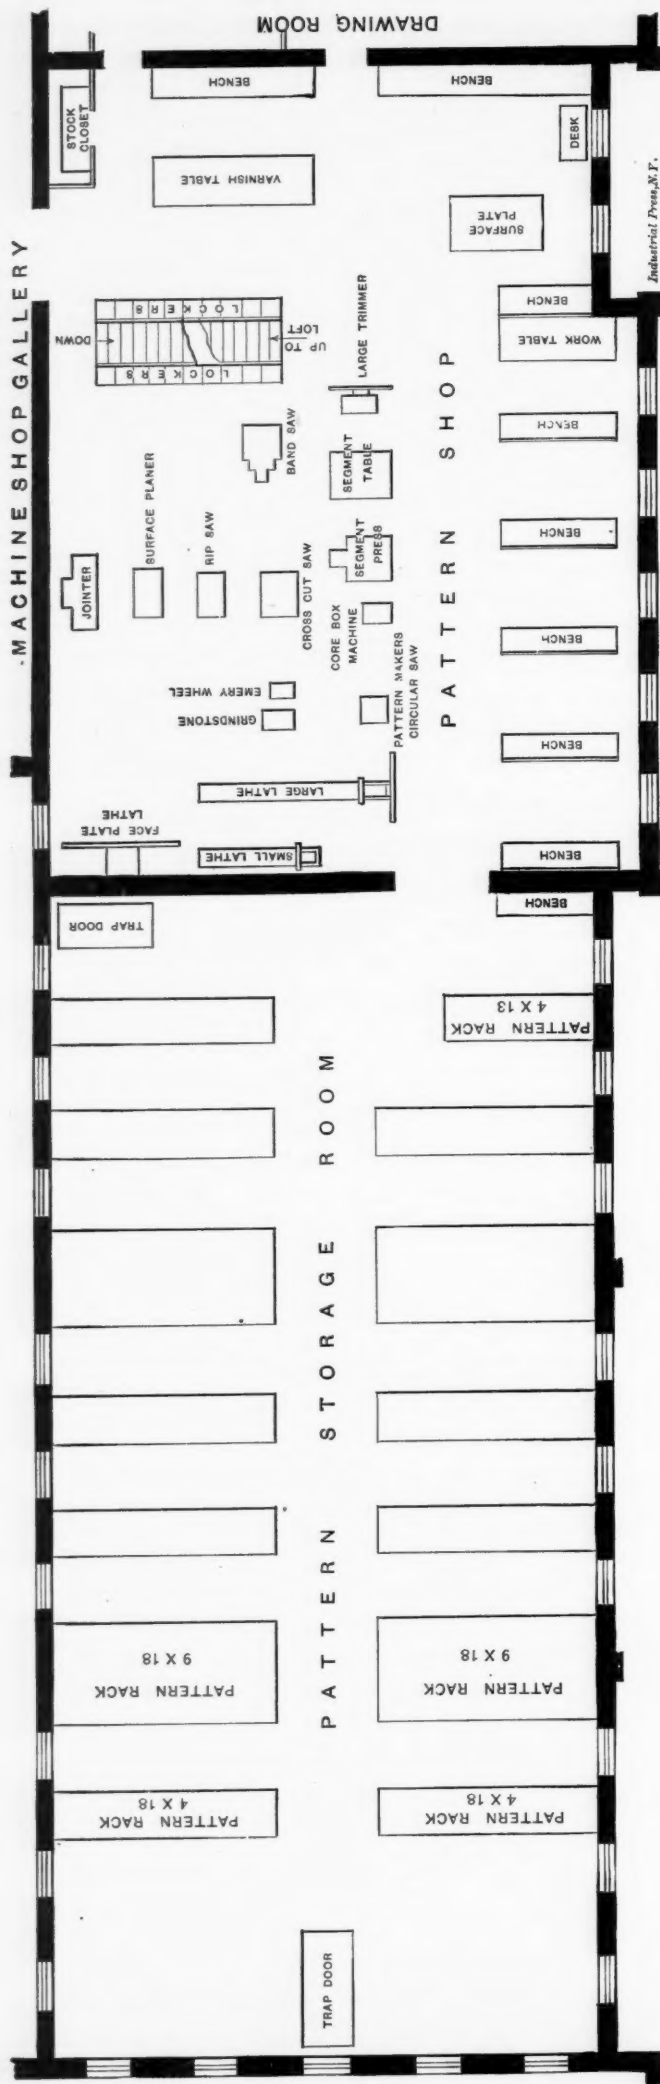 DRAWING ROOM
MACHINE SHOP GALLERY
STOCK
CLOSET
BENCH
BENCH
VARNISH TABLE
DESK
SURFACE
PLATE
Industrial Press, N.Y.
LOCKERS
DOWN
UP TO
LOFT
LOCKERS
LARGE TRIMMER
BENCH
WORK TABLE
BAND SAW
SEGMENT
TABLE
BENCH
PATTERN SHOP
JOINTER
SURFACE PLANER
RIP SAW
CROSS CUT SAW
SEGMENT
PRESS
CORE BOX
MACHINE
BENCH
BENCH
EMERY WHEEL
GRINDSTONE
PATTERN MAKERS
CIRCULAR SAW
BENCH
LARGE LATHE
FACE PLATE
LATHE
SMALL LATHE
BENCH
BENCH
TRAP DOOR
PATTERN RACK
4 X 13
PATTERN STORAGE ROOM
PATTERN RACK
9 X 18
PATTERN RACK
9 X 18
PATTERN RACK
4 X 18
PATTERN RACK
4 X 18
TRAP DOOR